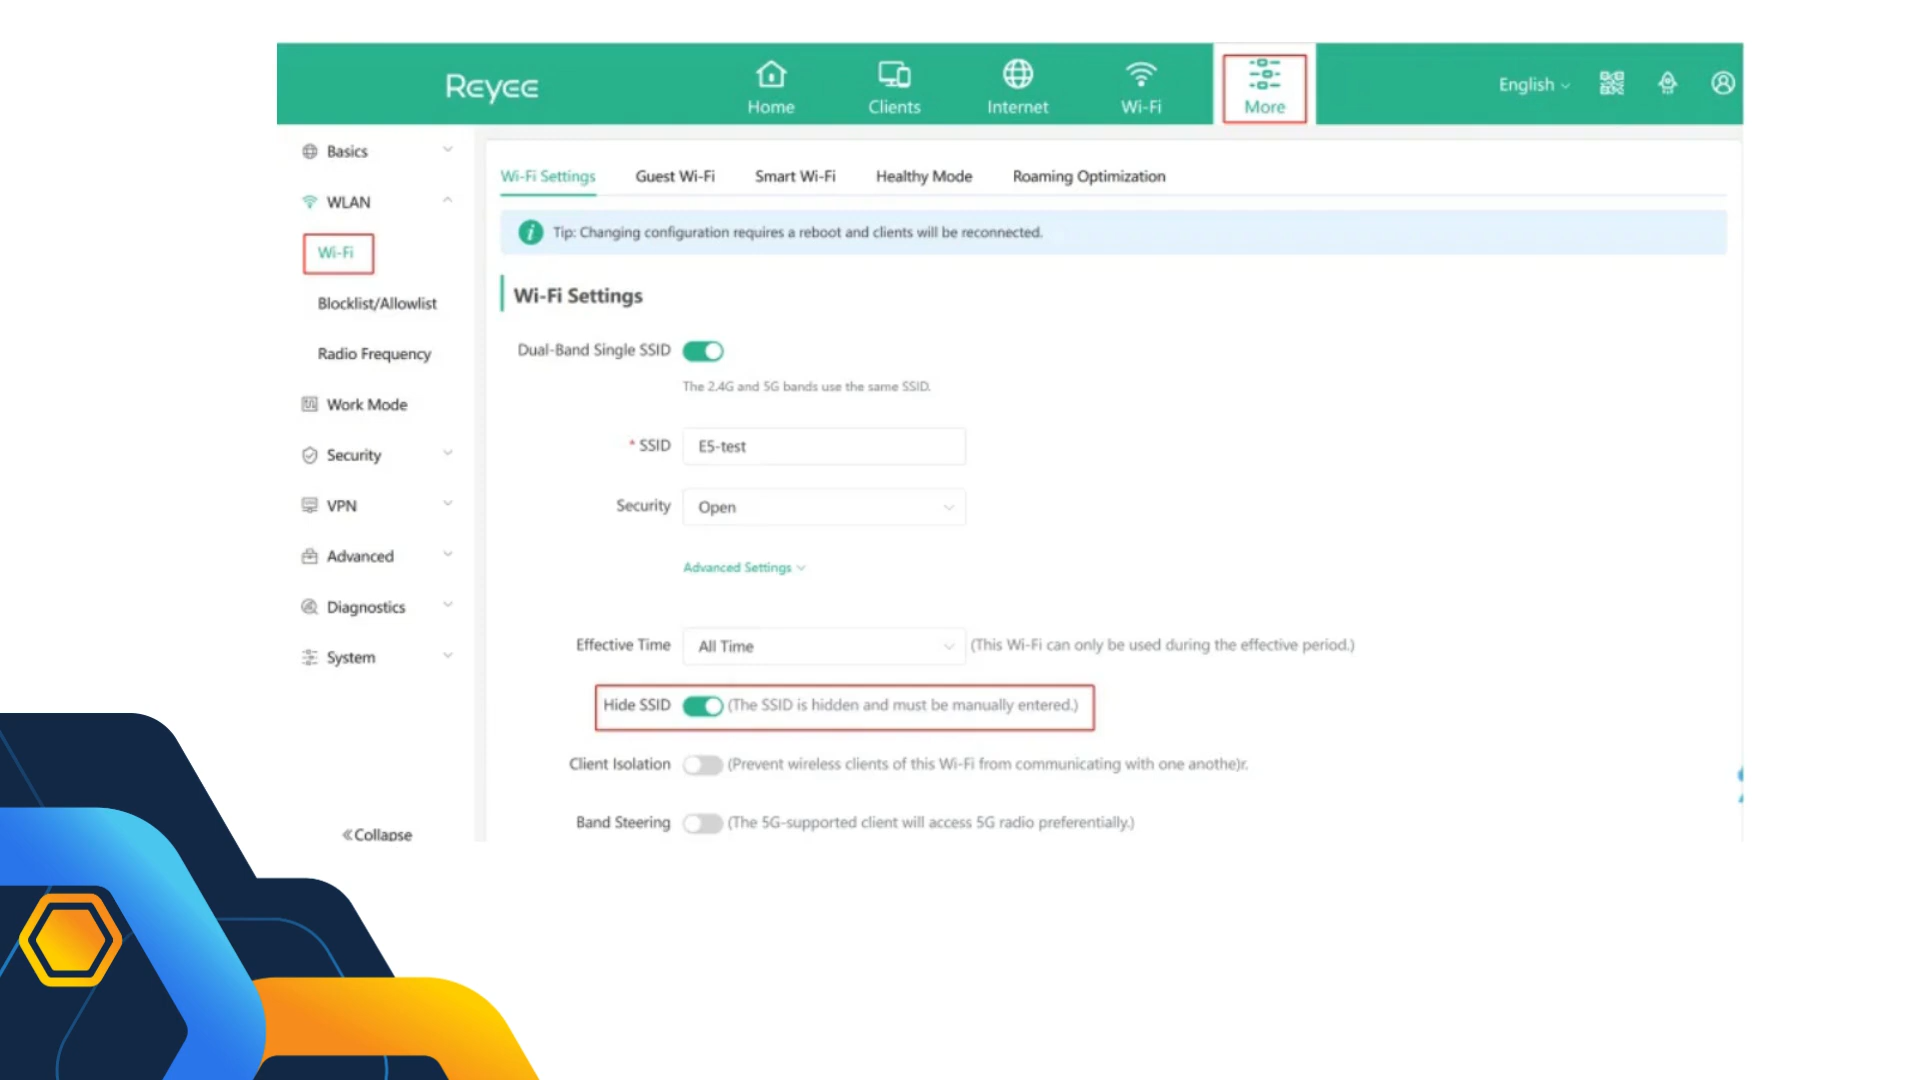 Reyee
Home
Clients
Internet
Wi-Fi
More
English
Basics
WLAN
Wi-Fi
Blocklist/Allowlist
Radio Frequency
Work Mode
Security
VPN
Advanced
Diagnostics
System
«Collapse
Wi-Fi Settings
Guest Wi-Fi
Smart Wi-Fi
Healthy Mode
Roaming Optimization
i Tip: Changing configuration requires a reboot and clients will be reconnected.
Wi-Fi Settings
Dual-Band Single SSID
The 2.4G and 5G bands use the same SSID.
* SSID E5-test
Security Open
Advanced Settings
Effective Time All Time (This Wi-Fi can only be used during the effective period.)
Hide SSID (The SSID is hidden and must be manually entered.)
Client Isolation (Prevent wireless clients of this Wi-Fi from communicating with one anothe)r.
Band Steering (The 5G-supported client will access 5G radio preferentially.)